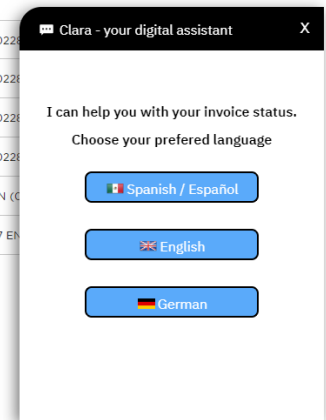 Clara - your digital assistant X
I can help you with your invoice status.
Choose your prefered language
Spanish / Español
English
German